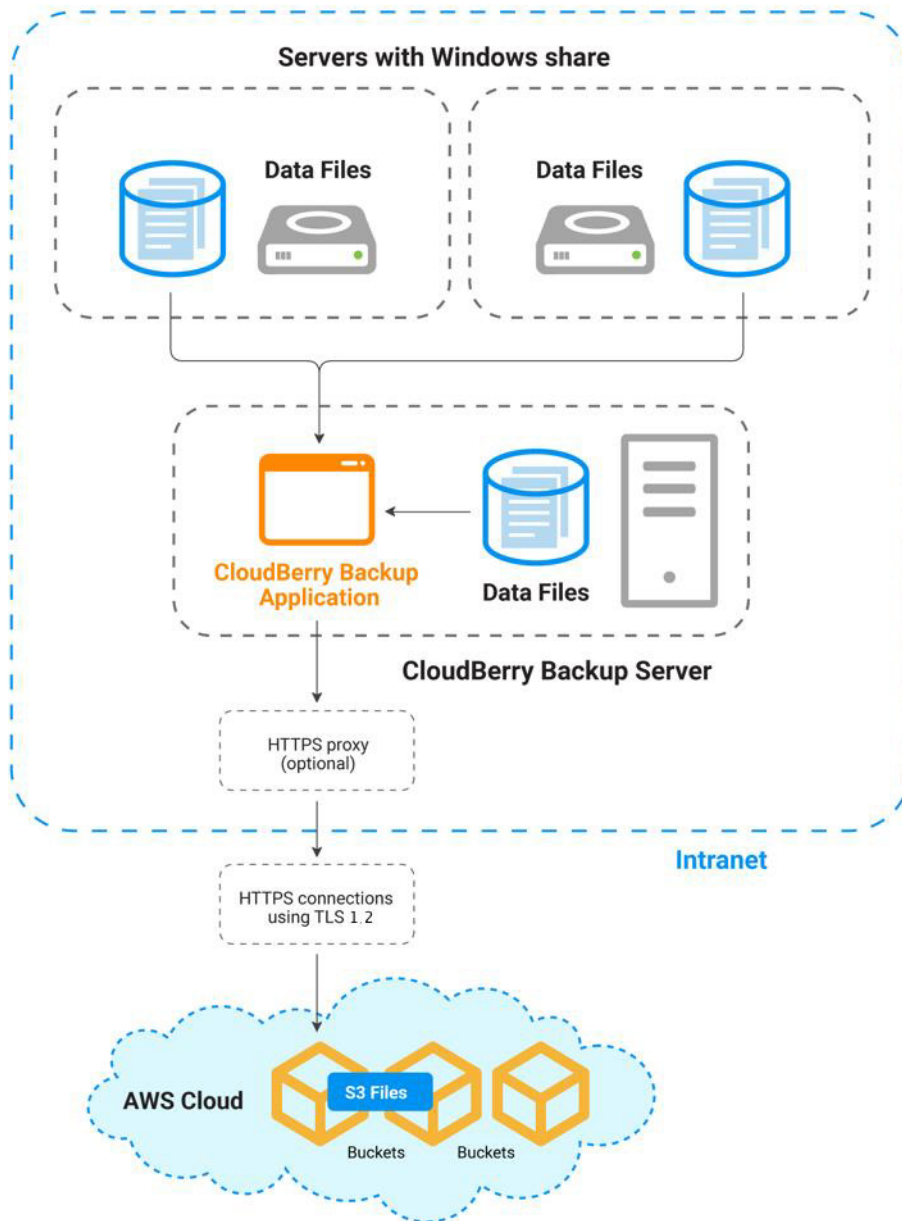 Servers with Windows share
Data Files
Data Files
CloudBerry Backup
Application
Data Files
CloudBerry Backup Server
HTTPS proxy
(optional)
Intranet
HTTPS connections
using TLS 1.2
AWS Cloud
S3 Files
Buckets
Buckets